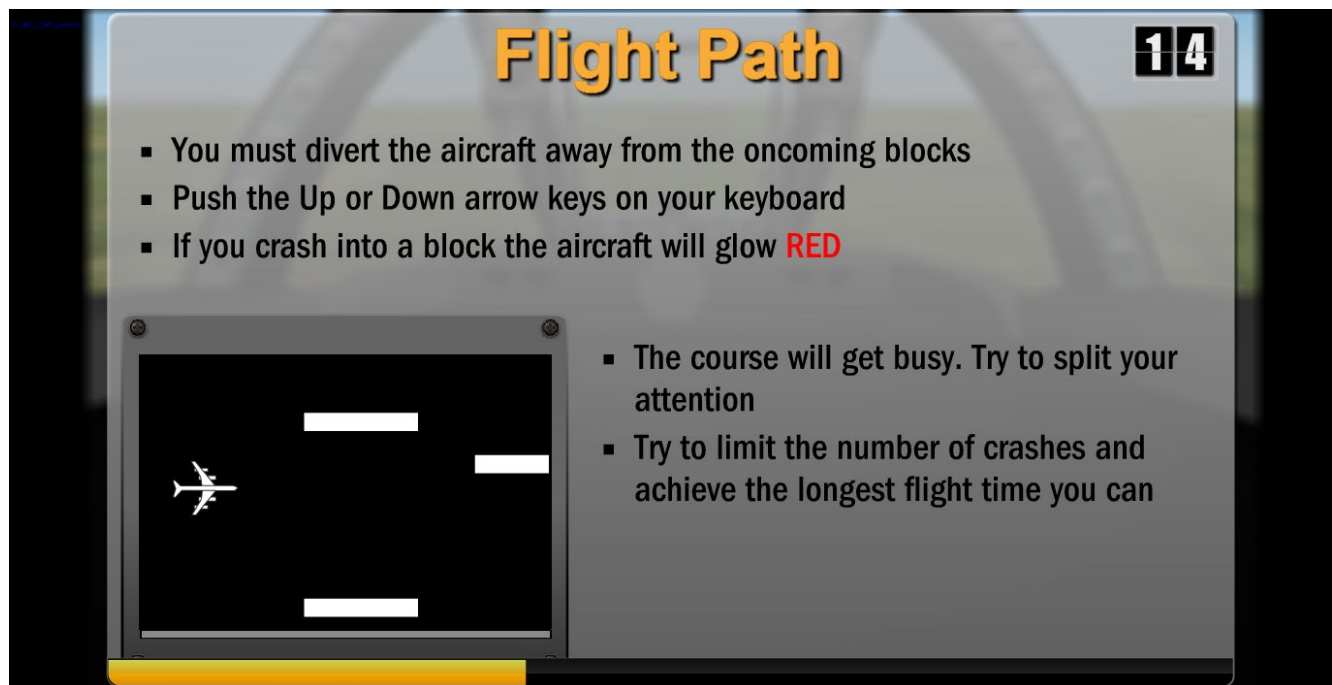 Flight Path
14
▪ You must divert the aircraft away from the oncoming blocks
▪ Push the Up or Down arrow keys on your keyboard
▪ If you crash into a block the aircraft will glow RED
▪ The course will get busy. Try to split your
attention
▪ Try to limit the number of crashes and
achieve the longest flight time you can